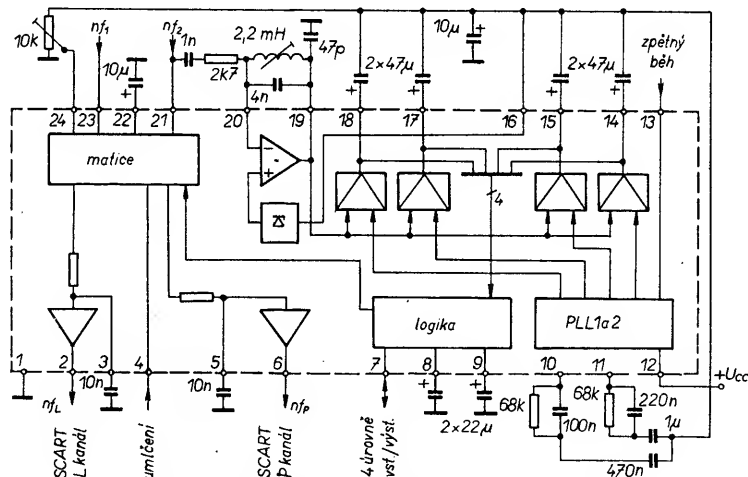 10k
nf1
10µ
+
nf2
1n
2k7
2,2 mH
4n
47p
+
2×47µ
+
10µ
+
2×47µ
+
zpětný
běh
24
23
22
21
20
19
18
17
16
15
14
13
matice
-
+
-
4
logika
PLL1a2
1
2
3
4
5
6
7
8
9
10
11
12
+UCC
10n
10n
nfL
nfP
+
+
2×22µ
68k
100n
68k
220n
1µ
470n
SCART
L kanál
umlčení
SCART
P kanál
4 úrovně
vst./výst.